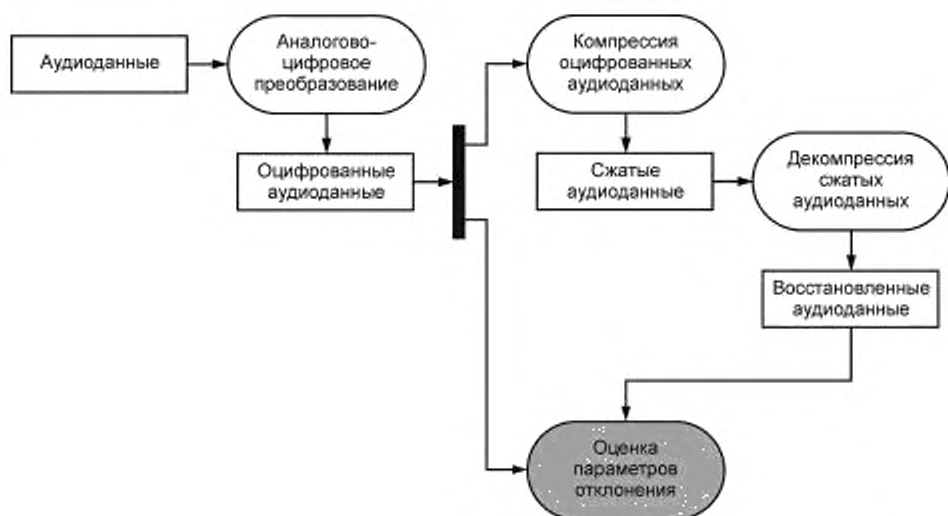 Аудиоданные
Аналогово-
цифровое
преобразование
Оцифрованные
аудиоданные
Компрессия
оцифрованных
аудиоданных
Сжатые
аудиоданные
Декомпрессия
сжатых
аудиоданных
Восстановленные
аудиоданные
Оценка
параметров
отклонения